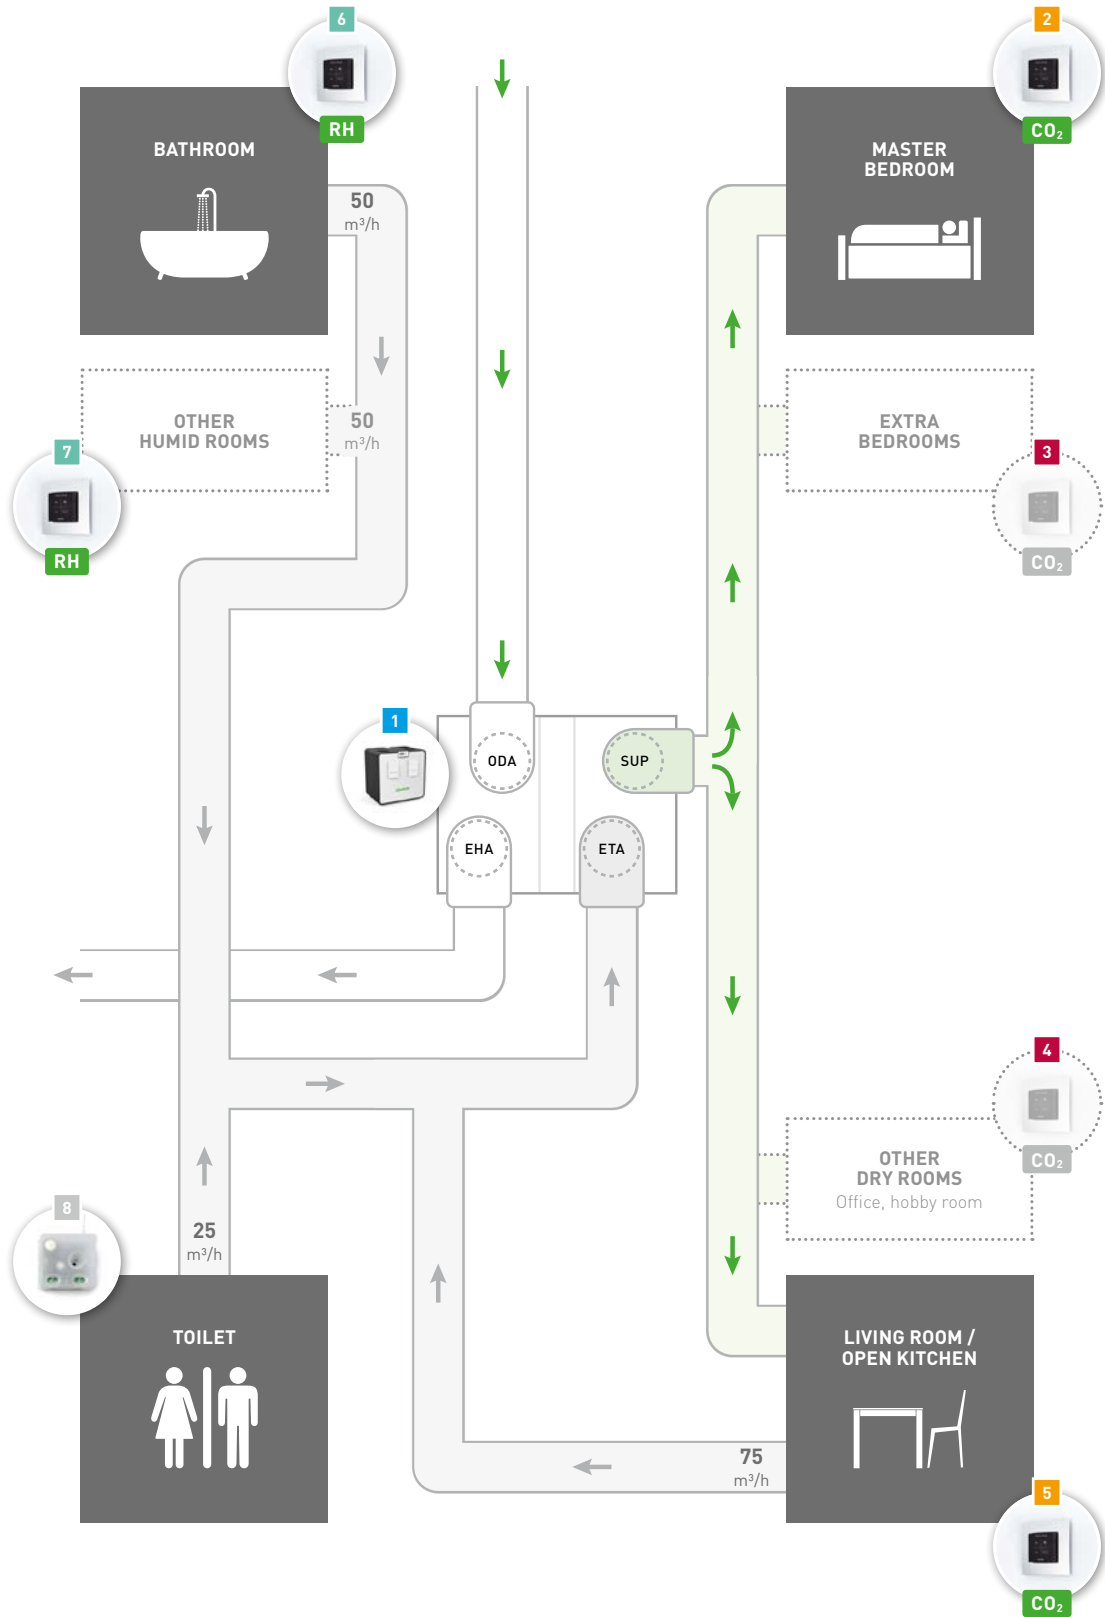 6
RH
BATHROOM
50
m³/h
2
CO₂
MASTER
BEDROOM
OTHER
HUMID ROOMS
50
m³/h
7
RH
EXTRA
BEDROOMS
3
CO₂
1
ODA
SUP
EHA
ETA
4
CO₂
OTHER
DRY ROOMS
Office, hobby room
8
25
m³/h
TOILET
LIVING ROOM /
OPEN KITCHEN
75
m³/h
5
CO₂